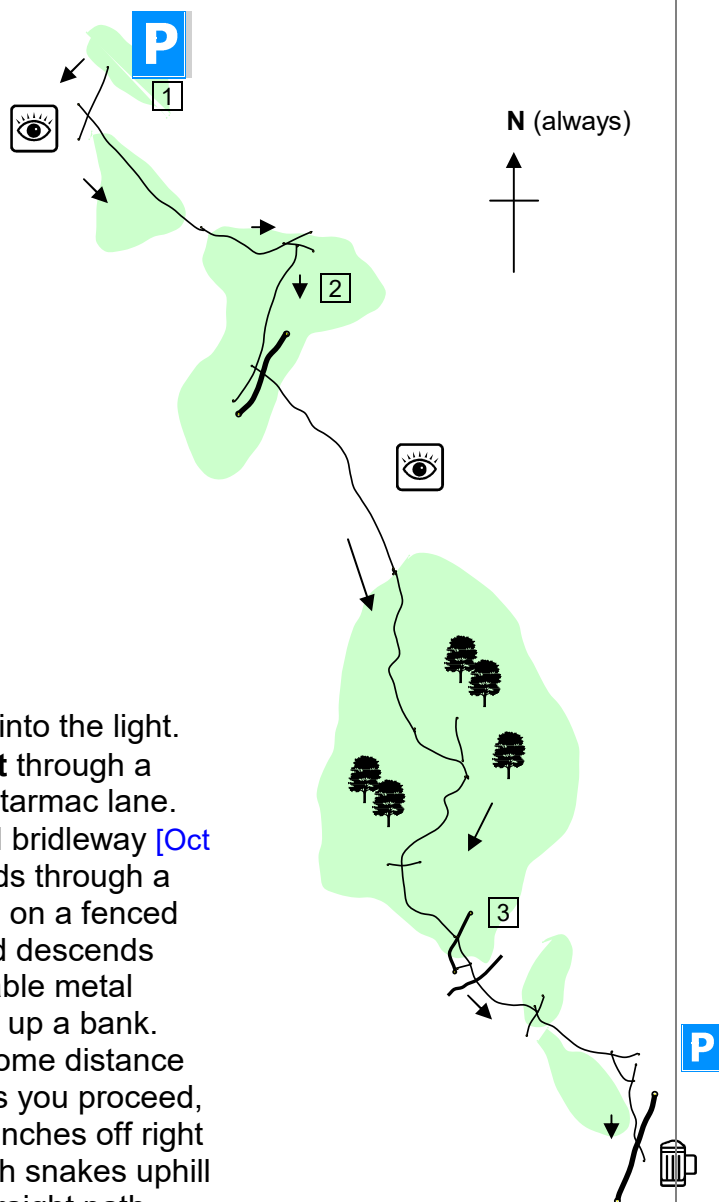 P
1
N (always)
2
into the light.
t through a
tarmac lane.
bridleway [Oct
ds through a
on a fenced
d descends
able metal
up a bank.
ome distance
s you proceed,
nches off right
h snakes uphill
3
P